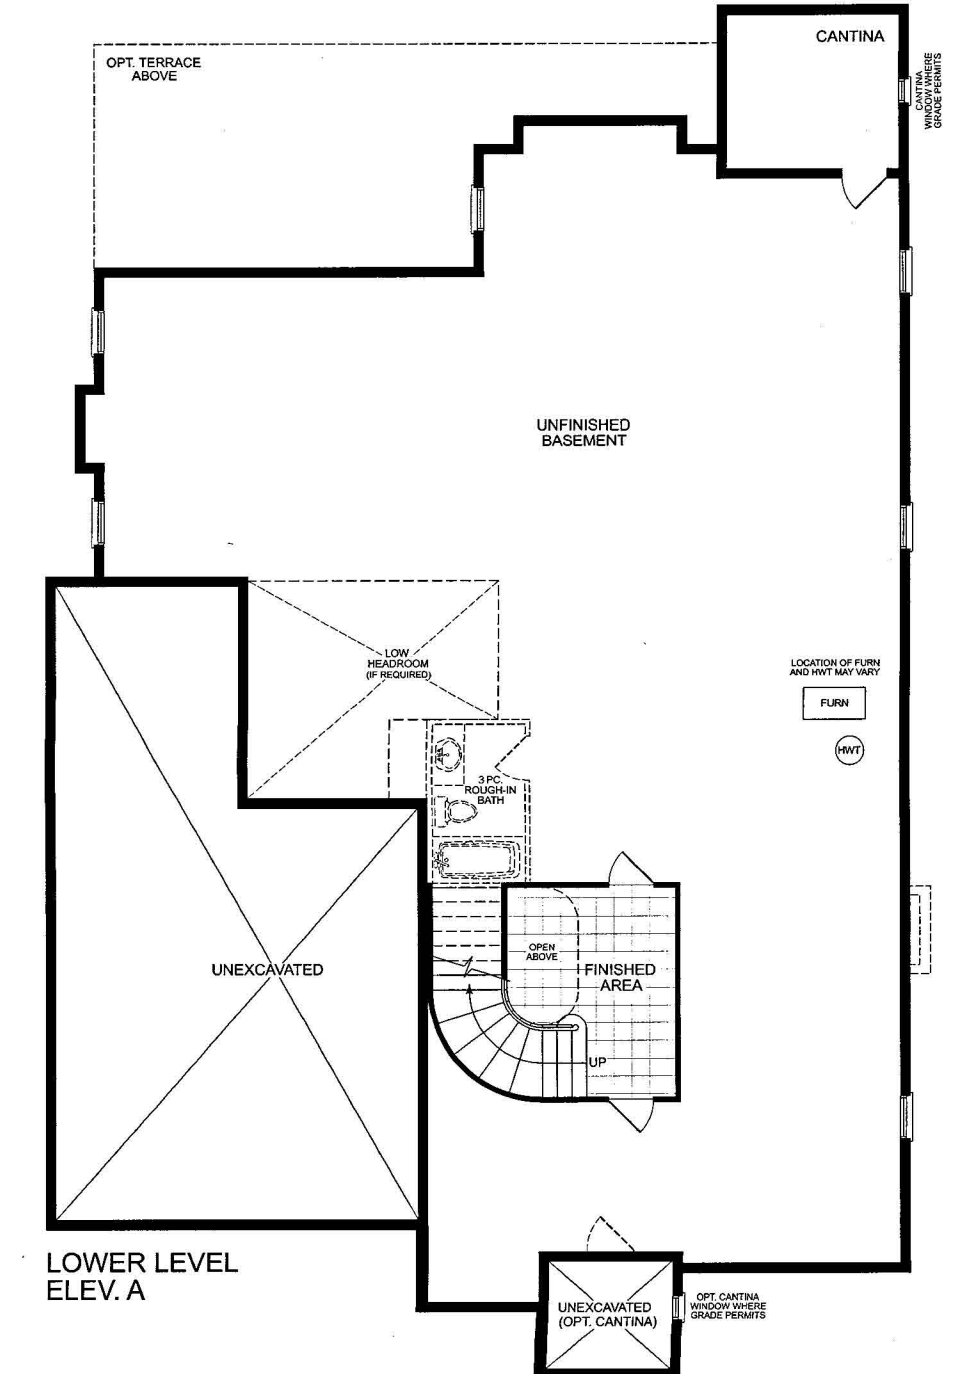 CANTINA
CANTINA
WINDOW WHERE
GRADE PERMITS
OPT. TERRACE
ABOVE
UNFINISHED
BASEMENT
LOW
HEADROOM
(IF REQUIRED)
LOCATION OF FURN
AND HWT MAY VARY
FURN
HWT
3 PC.
ROUGH-IN
BATH
OPEN
ABOVE
FINISHED
AREA
UNEXCAVATED
UP
LOWER LEVEL
ELEV. A
UNEXCAVATED
(OPT. CANTINA)
OPT. CANTINA
WINDOW WHERE
GRADE PERMITS